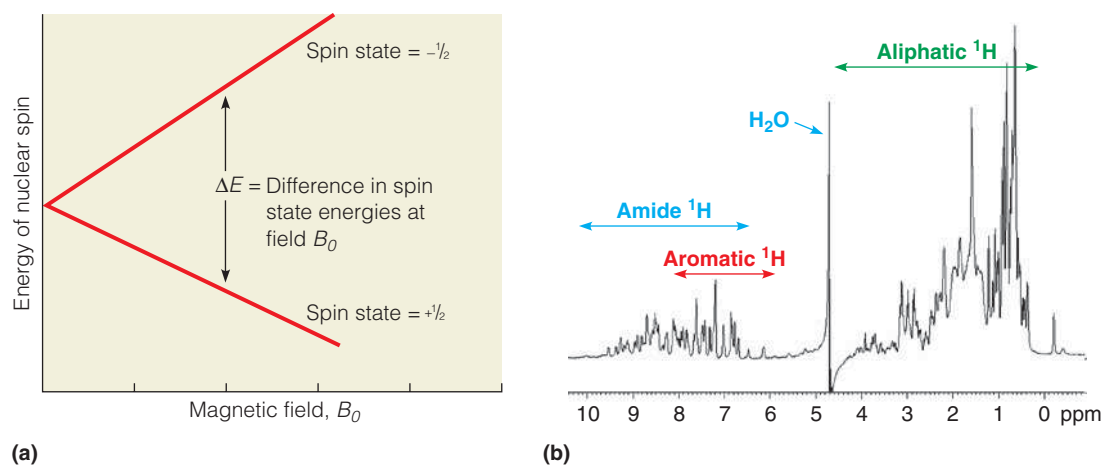 Energy of nuclear spin
Spin state = –½
ΔE = Difference in spin
state energies at
field B₀
Spin state = +½
Magnetic field, B₀
(a)
Aliphatic ¹H
H₂O
Amide ¹H
Aromatic ¹H
10 9 8 7 6 5 4 3 2 1 0 ppm
(b)